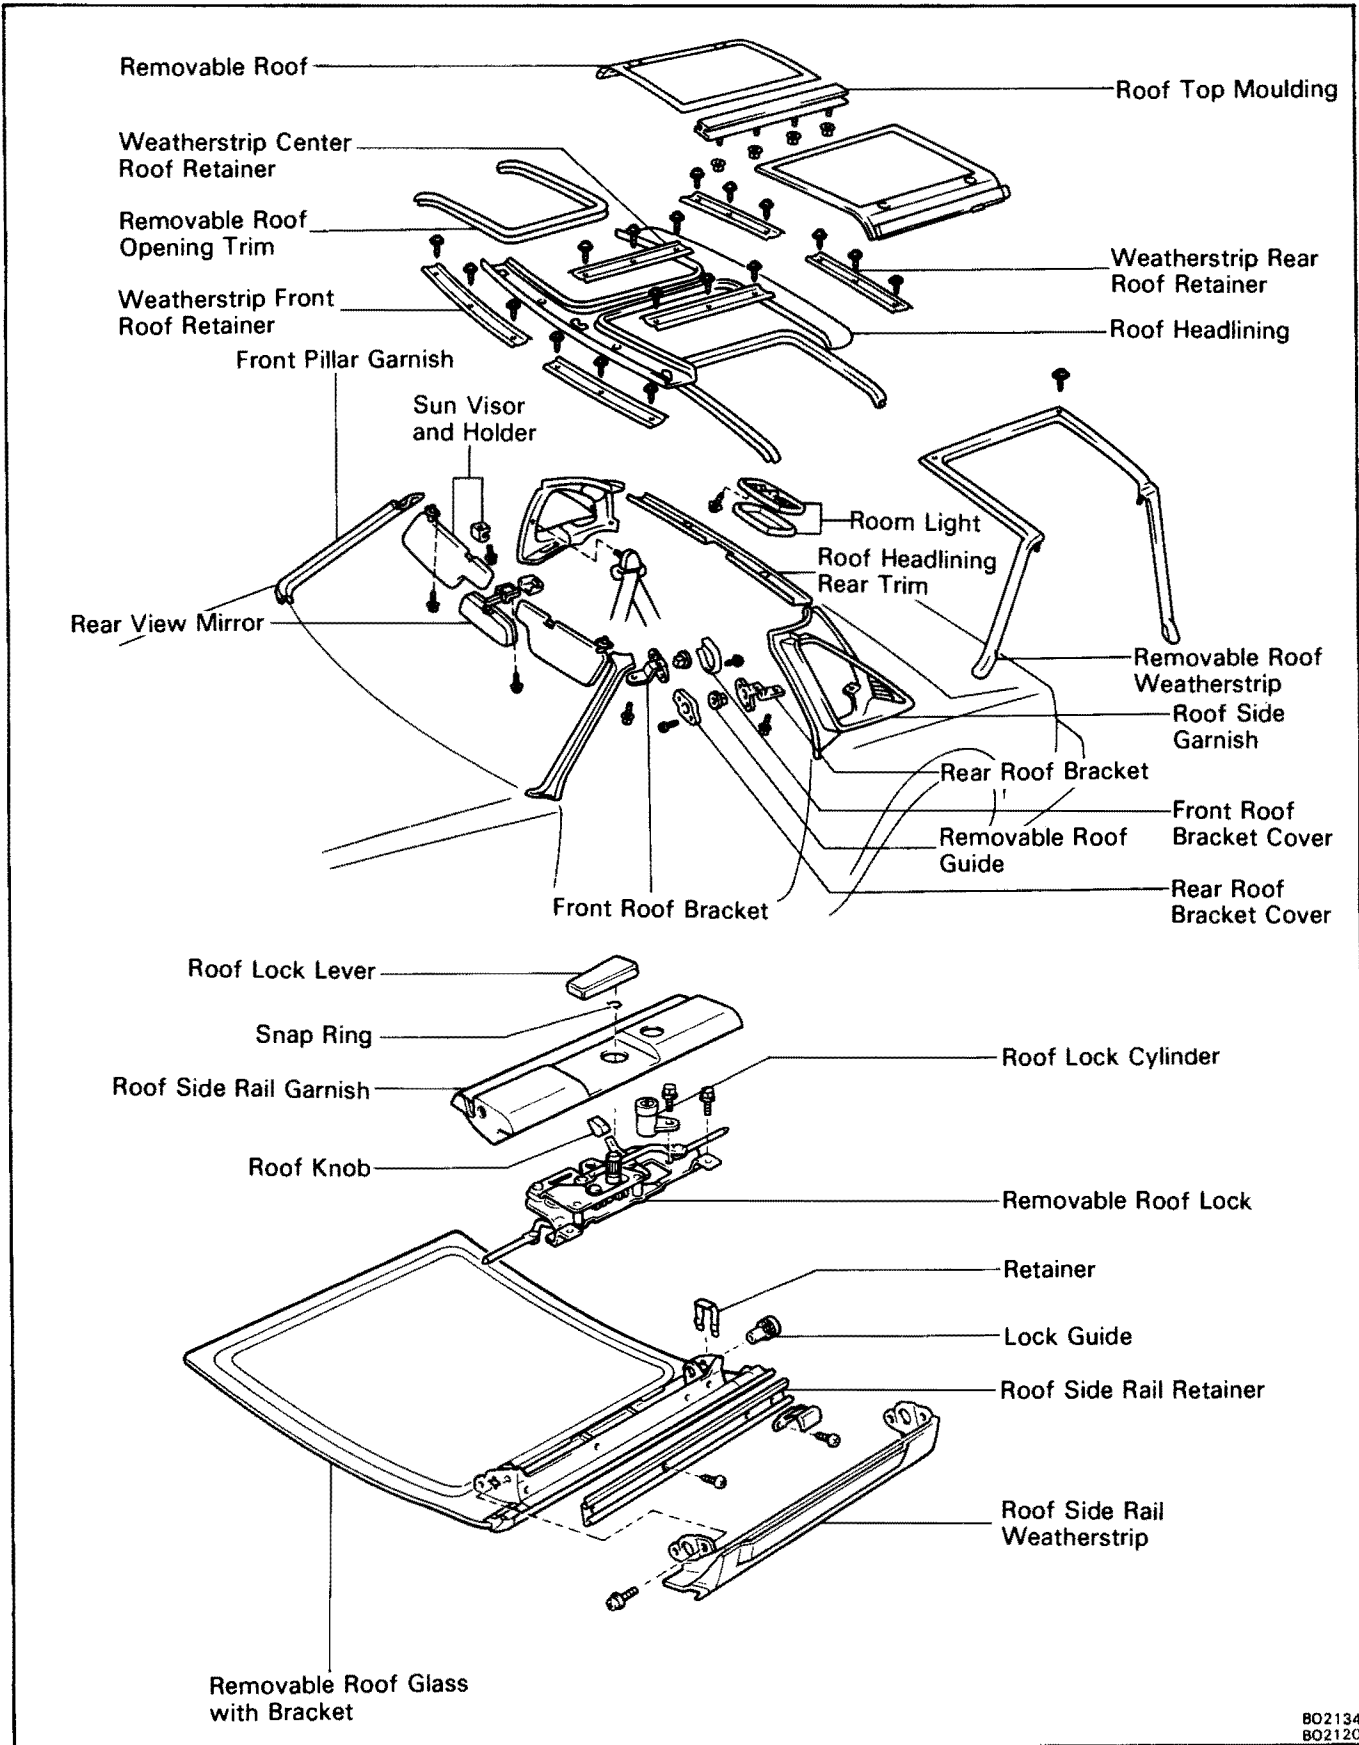 Removable Roof
Roof Top Moulding
Weatherstrip Center
Roof Retainer
Removable Roof
Opening Trim
Weatherstrip Rear
Roof Retainer
Weatherstrip Front
Roof Retainer
Roof Headlining
Front Pillar Garnish
Sun Visor
and Holder
Room Light
Roof Headlining
Rear Trim
Rear View Mirror
Removable Roof
Weatherstrip
Roof Side
Garnish
Rear Roof Bracket
Front Roof
Bracket Cover
Removable Roof
Guide
Rear Roof
Bracket Cover
Front Roof Bracket
Roof Lock Lever
Snap Ring
Roof Lock Cylinder
Roof Side Rail Garnish
Roof Knob
Removable Roof Lock
Retainer
Lock Guide
Roof Side Rail Retainer
Roof Side Rail
Weatherstrip
Removable Roof Glass
with Bracket
BO2134
BO2120